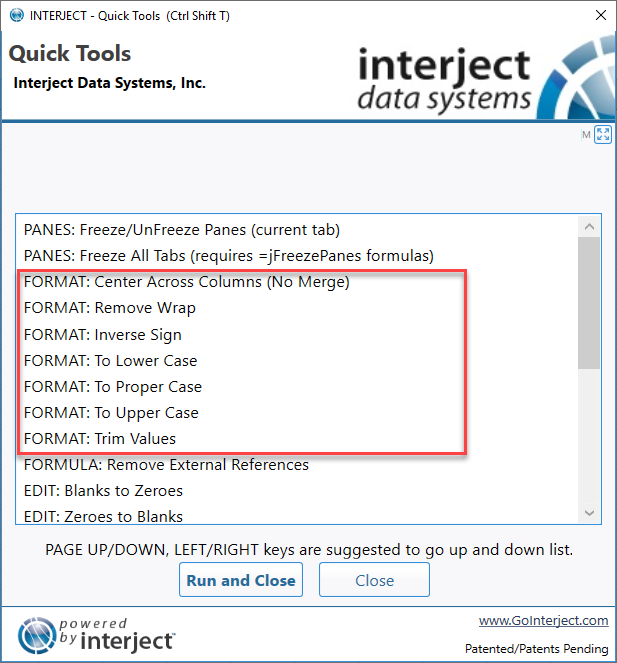 INTERJECT - Quick Tools  (Ctrl Shift T)
Quick Tools
Interject Data Systems, Inc.
interject
data systems
M
PANES: Freeze/UnFreeze Panes (current tab)
PANES: Freeze All Tabs (requires =jFreezePanes formulas)
FORMAT: Center Across Columns (No Merge)
FORMAT: Remove Wrap
FORMAT: Inverse Sign
FORMAT: To Lower Case
FORMAT: To Proper Case
FORMAT: To Upper Case
FORMAT: Trim Values
FORMULA: Remove External References
EDIT: Blanks to Zeroes
EDIT: Zeroes to Blanks
PAGE UP/DOWN, LEFT/RIGHT keys are suggested to go up and down list.
Run and Close
Close
powered
by interject™
www.GoInterject.com
Patented/Patents Pending